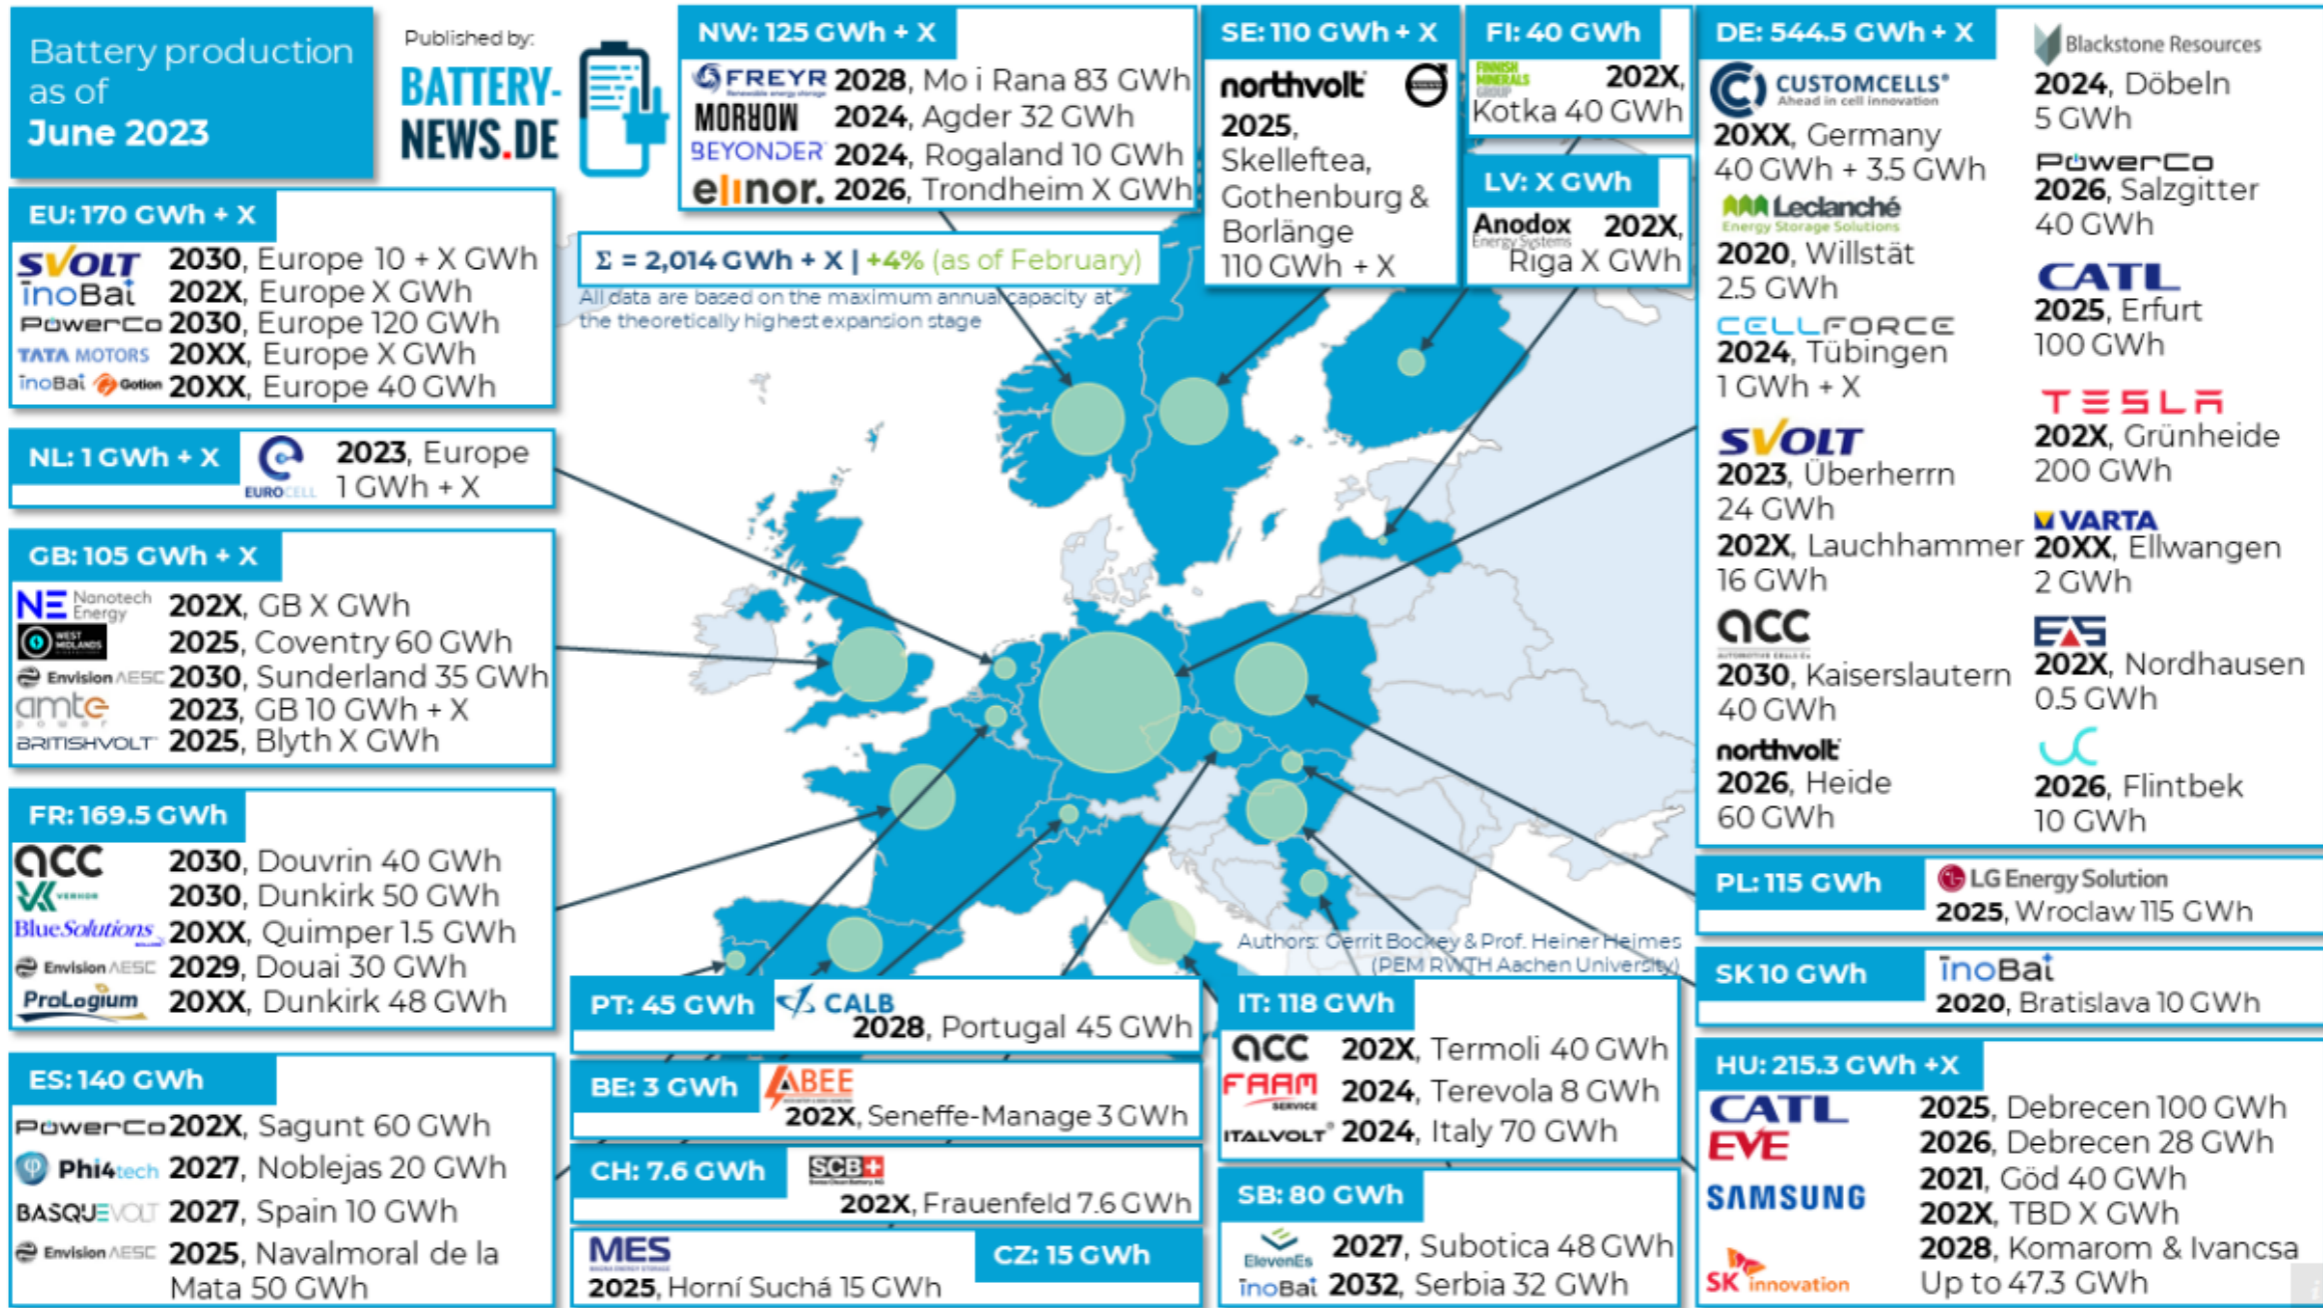 Battery production
as of
June 2023
Published by:
BATTERY-
NEWS.DE
NW: 125 GWh + X
FREYR 2028, Mo i Rana 83 GWh
Renewable energy storage
MORROW 2024, Agder 32 GWh
BEYONDER 2024, Rogaland 10 GWh
elinor. 2026, Trondheim X GWh
SE: 110 GWh + X
northvolt
2025,
Skelleftea,
Gothenburg &
Borlänge
110 GWh + X
FI: 40 GWh
FINNISH
MINERALS
GROUP
202X,
Kotka 40 GWh
LV: X GWh
Anodox 202X,
Energy Systems
Riga X GWh
DE: 544.5 GWh + X
CUSTOMCELLS®
Ahead in cell innovation
20XX, Germany
40 GWh + 3.5 GWh
Leclanché
Energy Storage Solutions
2020, Willstät
2.5 GWh
CELLFORCE
2024, Tübingen
1 GWh + X
SVOLT
2023, Überherrn
24 GWh
202X, Lauchhammer
16 GWh
acc
2030, Kaiserslautern
40 GWh
northvolt
2026, Heide
60 GWh
Blackstone Resources
2024, Döbeln
5 GWh
PowerCo
2026, Salzgitter
40 GWh
CATL
2025, Erfurt
100 GWh
TESLA
202X, Grünheide
200 GWh
VARTA
20XX, Ellwangen
2 GWh
EAS
202X, Nordhausen
0.5 GWh
2026, Flintbek
10 GWh
EU: 170 GWh + X
SVOLT 2030, Europe 10 + X GWh
inoBat 202X, Europe X GWh
PowerCo 2030, Europe 120 GWh
TATA MOTORS 20XX, Europe X GWh
inoBat Gotion 20XX, Europe 40 GWh
Σ = 2,014 GWh + X | +4% (as of February)
All data are based on the maximum annual capacity at
the theoretically highest expansion stage
NL: 1 GWh + X
EUROCELL
2023, Europe
1 GWh + X
GB: 105 GWh + X
NE Nanotech Energy 202X, GB X GWh
WEST MIDLANDS 2025, Coventry 60 GWh
Envision AESC 2030, Sunderland 35 GWh
amte power 2023, GB 10 GWh + X
BRITISHVOLT 2025, Blyth X GWh
FR: 169.5 GWh
acc 2030, Douvrin 40 GWh
VERKOR 2030, Dunkirk 50 GWh
BlueSolutions 20XX, Quimper 1.5 GWh
Envision AESC 2029, Douai 30 GWh
ProLogium 20XX, Dunkirk 48 GWh
ES: 140 GWh
PowerCo 202X, Sagunt 60 GWh
Phi4tech 2027, Noblejas 20 GWh
BASQUEVOLT 2027, Spain 10 GWh
Envision AESC 2025, Navalmoral de la
Mata 50 GWh
Authors: Gerrit Bockey & Prof. Heiner Heimes
(PEM RWTH Aachen University)
PT: 45 GWh
CALB
2028, Portugal 45 GWh
BE: 3 GWh
ABEE
202X, Seneffe-Manage 3 GWh
CH: 7.6 GWh
SCB
202X, Frauenfeld 7.6 GWh
MES
CZ: 15 GWh
2025, Horní Suchá 15 GWh
IT: 118 GWh
acc 202X, Termoli 40 GWh
FAAM 2024, Terevola 8 GWh
SERVICE
ITALVOLT® 2024, Italy 70 GWh
SB: 80 GWh
ElevenEs 2027, Subotica 48 GWh
inoBat 2032, Serbia 32 GWh
PL: 115 GWh
LG Energy Solution
2025, Wroclaw 115 GWh
SK 10 GWh
inoBat
2020, Bratislava 10 GWh
HU: 215.3 GWh +X
CATL 2025, Debrecen 100 GWh
EVE 2026, Debrecen 28 GWh
SAMSUNG 2021, Göd 40 GWh
202X, TBD X GWh
SK innovation 2028, Komarom & Ivancsa
Up to 47.3 GWh